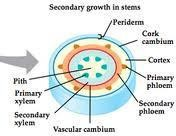 Secondary growth in stems
Periderm
Cork
cambium
Cortex
Pith
Primary
phloem
Primary
xylem
Secondary
phloem
Secondary
xylem
Vascular cambium